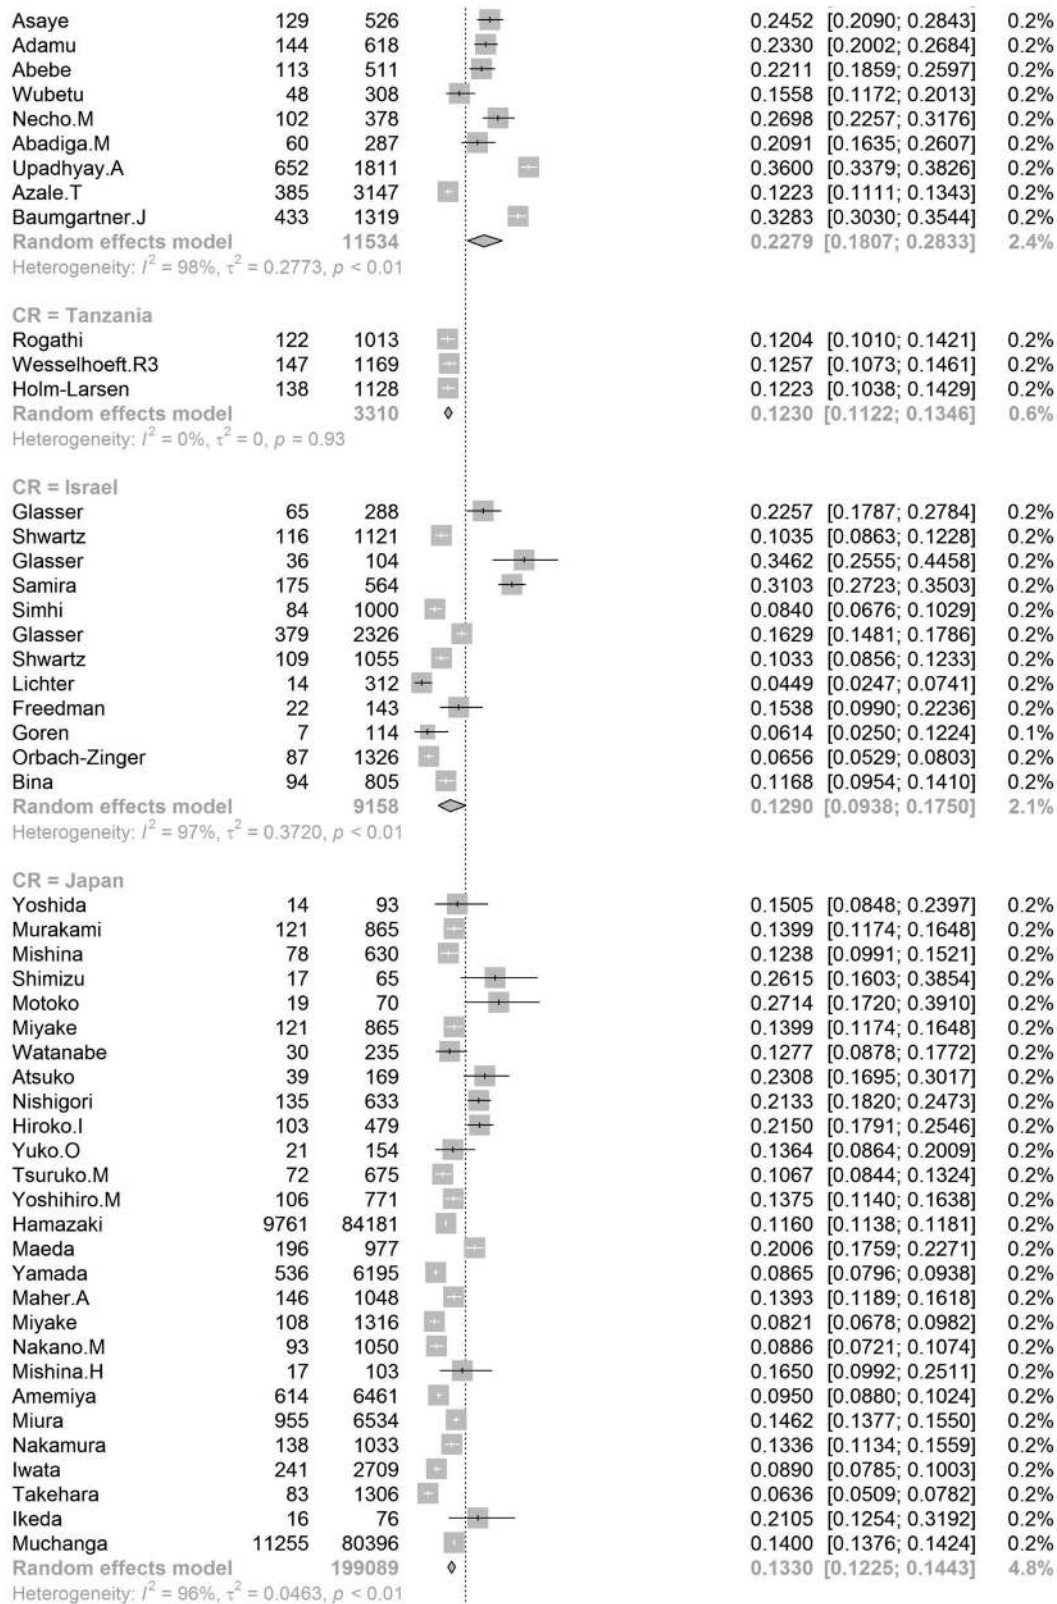 Asaye 129 526 0.2452 [0.2090; 0.2843] 0.2%
Adamu 144 618 0.2330 [0.2002; 0.2684] 0.2%
Abebe 113 511 0.2211 [0.1859; 0.2597] 0.2%
Wubetu 48 308 0.1558 [0.1172; 0.2013] 0.2%
Necho.M 102 378 0.2698 [0.2257; 0.3176] 0.2%
Abadiga.M 60 287 0.2091 [0.1635; 0.2607] 0.2%
Upadhyay.A 652 1811 0.3600 [0.3379; 0.3826] 0.2%
Azale.T 385 3147 0.1223 [0.1111; 0.1343] 0.2%
Baumgartner.J 433 1319 0.3283 [0.3030; 0.3544] 0.2%
Random effects model 11534 0.2279 [0.1807; 0.2833] 2.4%
Heterogeneity: I² = 98%, τ² = 0.2773, p < 0.01
CR = Tanzania
Rogathi 122 1013 0.1204 [0.1010; 0.1421] 0.2%
Wesselhoeft.R3 147 1169 0.1257 [0.1073; 0.1461] 0.2%
Holm-Larsen 138 1128 0.1223 [0.1038; 0.1429] 0.2%
Random effects model 3310 0.1230 [0.1122; 0.1346] 0.6%
Heterogeneity: I² = 0%, τ² = 0, p = 0.93
CR = Israel
Glasser 65 288 0.2257 [0.1787; 0.2784] 0.2%
Shwartz 116 1121 0.1035 [0.0863; 0.1228] 0.2%
Glasser 36 104 0.3462 [0.2555; 0.4458] 0.2%
Samira 175 564 0.3103 [0.2723; 0.3503] 0.2%
Simhi 84 1000 0.0840 [0.0676; 0.1029] 0.2%
Glasser 379 2326 0.1629 [0.1481; 0.1786] 0.2%
Shwartz 109 1055 0.1033 [0.0856; 0.1233] 0.2%
Lichter 14 312 0.0449 [0.0247; 0.0741] 0.2%
Freedman 22 143 0.1538 [0.0990; 0.2236] 0.2%
Goren 7 114 0.0614 [0.0250; 0.1224] 0.1%
Orbach-Zinger 87 1326 0.0656 [0.0529; 0.0803] 0.2%
Bina 94 805 0.1168 [0.0954; 0.1410] 0.2%
Random effects model 9158 0.1290 [0.0938; 0.1750] 2.1%
Heterogeneity: I² = 97%, τ² = 0.3720, p < 0.01
CR = Japan
Yoshida 14 93 0.1505 [0.0848; 0.2397] 0.2%
Murakami 121 865 0.1399 [0.1174; 0.1648] 0.2%
Mishina 78 630 0.1238 [0.0991; 0.1521] 0.2%
Shimizu 17 65 0.2615 [0.1603; 0.3854] 0.2%
Motoko 19 70 0.2714 [0.1720; 0.3910] 0.2%
Miyake 121 865 0.1399 [0.1174; 0.1648] 0.2%
Watanabe 30 235 0.1277 [0.0878; 0.1772] 0.2%
Atsuko 39 169 0.2308 [0.1695; 0.3017] 0.2%
Nishigori 135 633 0.2133 [0.1820; 0.2473] 0.2%
Hiroko.I 103 479 0.2150 [0.1791; 0.2546] 0.2%
Yuko.O 21 154 0.1364 [0.0864; 0.2009] 0.2%
Tsuruko.M 72 675 0.1067 [0.0844; 0.1324] 0.2%
Yoshihiro.M 106 771 0.1375 [0.1140; 0.1638] 0.2%
Hamazaki 9761 84181 0.1160 [0.1138; 0.1181] 0.2%
Maeda 196 977 0.2006 [0.1759; 0.2271] 0.2%
Yamada 536 6195 0.0865 [0.0796; 0.0938] 0.2%
Maher.A 146 1048 0.1393 [0.1189; 0.1618] 0.2%
Miyake 108 1316 0.0821 [0.0678; 0.0982] 0.2%
Nakano.M 93 1050 0.0886 [0.0721; 0.1074] 0.2%
Mishina.H 17 103 0.1650 [0.0992; 0.2511] 0.2%
Amemiya 614 6461 0.0950 [0.0880; 0.1024] 0.2%
Miura 955 6534 0.1462 [0.1377; 0.1550] 0.2%
Nakamura 138 1033 0.1336 [0.1134; 0.1559] 0.2%
Iwata 241 2709 0.0890 [0.0785; 0.1003] 0.2%
Takehara 83 1306 0.0636 [0.0509; 0.0782] 0.2%
Ikeda 16 76 0.2105 [0.1254; 0.3192] 0.2%
Muchanga 11255 80396 0.1400 [0.1376; 0.1424] 0.2%
Random effects model 199089 0.1330 [0.1225; 0.1443] 4.8%
Heterogeneity: I² = 96%, τ² = 0.0463, p < 0.01